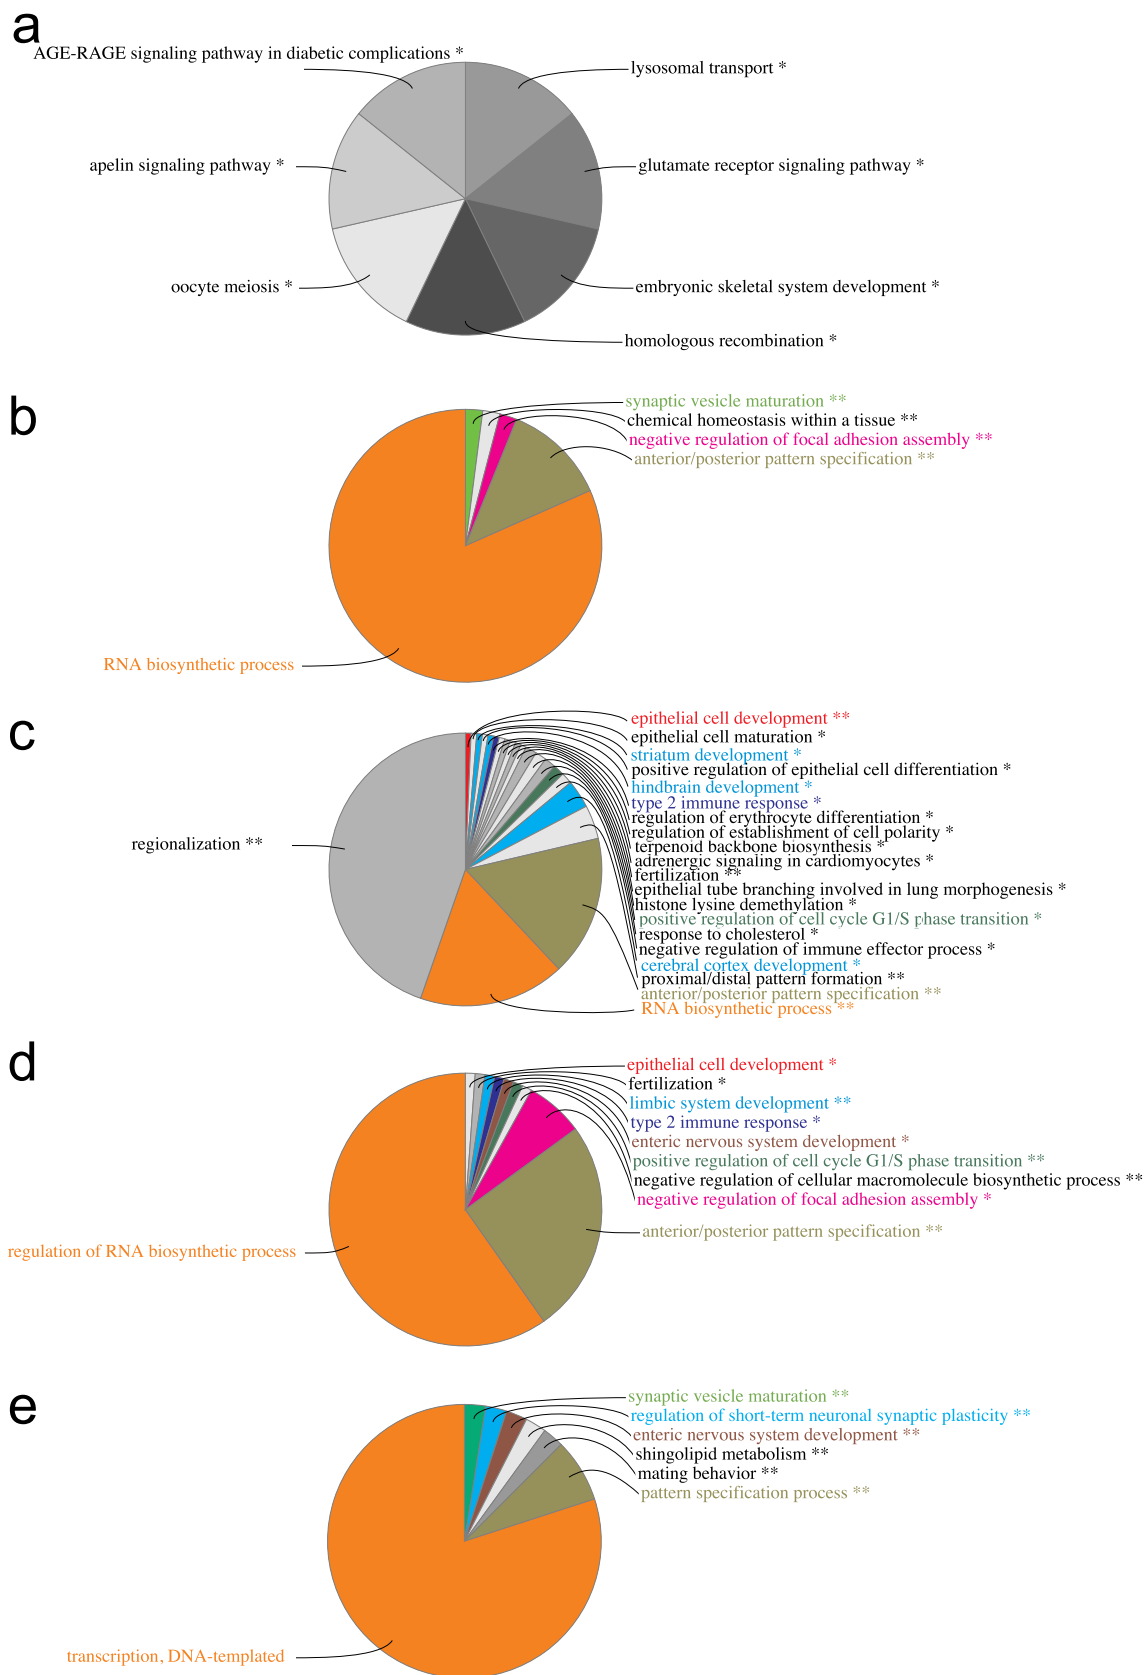 a
AGE-RAGE signaling pathway in diabetic complications *
lysosomal transport *
apelin signaling pathway *
glutamate receptor signaling pathway *
oocyte meiosis *
embryonic skeletal system development *
homologous recombination *
b
synaptic vesicle maturation **
chemical homeostasis within a tissue **
negative regulation of focal adhesion assembly **
anterior/posterior pattern specification **
RNA biosynthetic process
c
epithelial cell development **
epithelial cell maturation *
striatum development *
positive regulation of epithelial cell differentiation *
hindbrain development *
type 2 immune response *
regulation of erythrocyte differentiation *
regulation of establishment of cell polarity *
regionalization **
terpenoid backbone biosynthesis *
adrenergic signaling in cardiomyocytes *
fertilization **
epithelial tube branching involved in lung morphogenesis *
histone lysine demethylation *
positive regulation of cell cycle G1/S phase transition *
response to cholesterol *
negative regulation of immune effector process *
cerebral cortex development *
proximal/distal pattern formation **
anterior/posterior pattern specification **
RNA biosynthetic process **
d
epithelial cell development *
fertilization *
limbic system development **
type 2 immune response *
enteric nervous system development *
positive regulation of cell cycle G1/S phase transition **
negative regulation of cellular macromolecule biosynthetic process **
negative regulation of focal adhesion assembly *
anterior/posterior pattern specification **
regulation of RNA biosynthetic process
e
synaptic vesicle maturation **
regulation of short-term neuronal synaptic plasticity **
enteric nervous system development **
shingolipid metabolism **
mating behavior **
pattern specification process **
transcription, DNA-templated